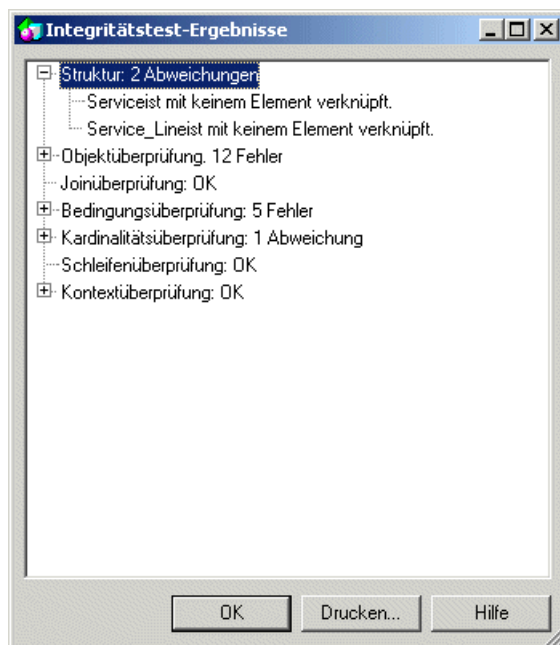 Integritätstest-Ergebnisse
Struktur: 2 Abweichungen
Serviceist mit keinem Element verknüpft.
Service_Lineist mit keinem Element verknüpft.
Objektüberprüfung. 12 Fehler
Joinüberprüfung: OK
Bedingungsüberprüfung: 5 Fehler
Kardinalitätsüberprüfung: 1 Abweichung
Schleifenüberprüfung: OK
Kontextüberprüfung: OK
OK Drucken... Hilfe